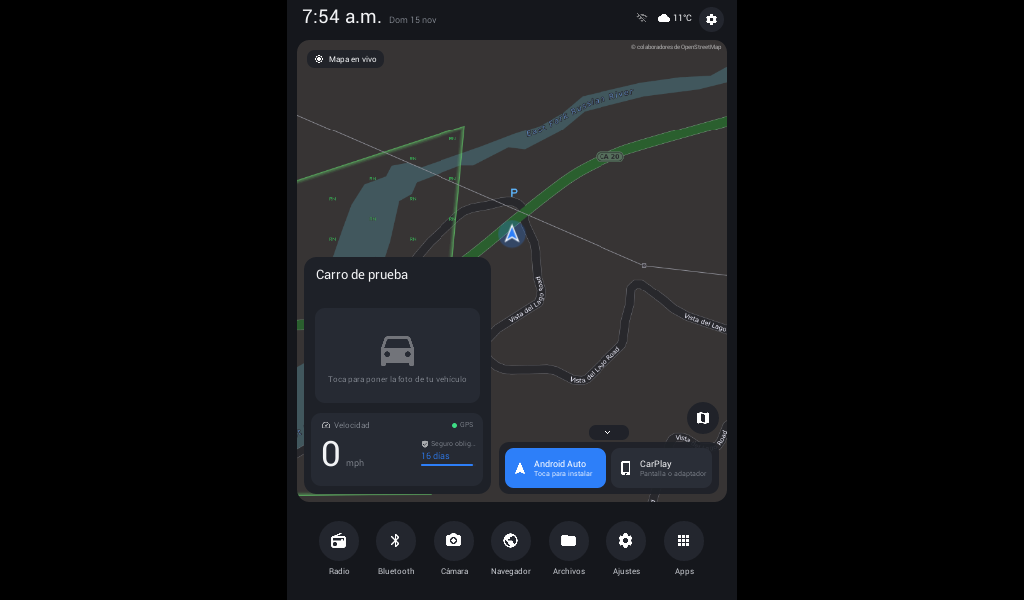 7:54 a.m.
Dom 15 nov
11°C
© colaboradores de OpenStreetMap
Mapa en vivo
CA 20
P
Vista del Lago Road
Vista del Lago
Vista del Lago Road
Vista
Road
Carro de prueba
Toca para poner la foto de tu vehículo
Velocidad
GPS
0 mph
Seguro oblig...
16 días
Android Auto
Toca para instalar
CarPlay
Pantalla o adaptador
Radio
Bluetooth
Cámara
Navegador
Archivos
Ajustes
Apps